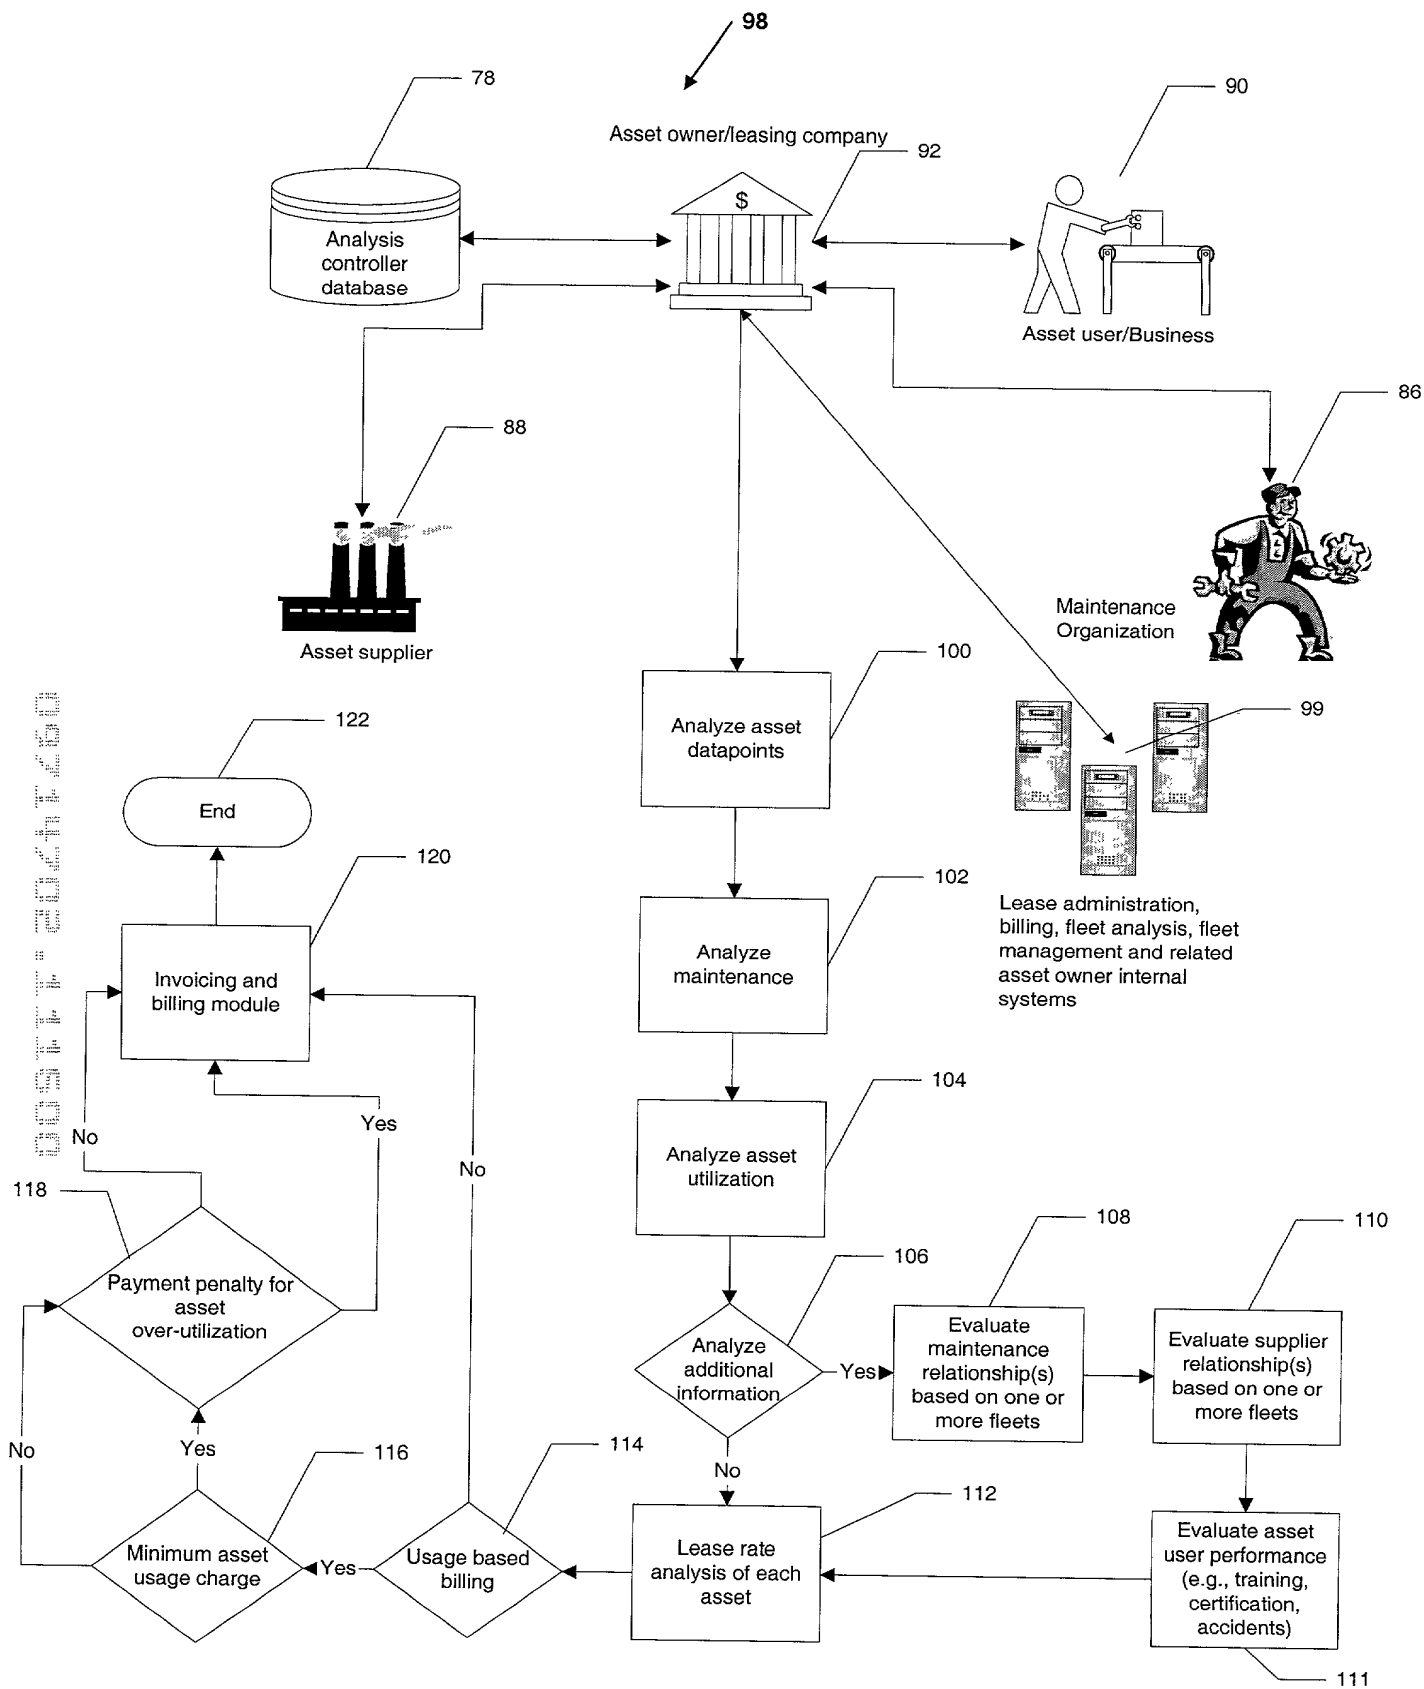 98
78
90
Asset owner/leasing company
92
$
Analysis
controller
database
Asset user/Business
86
88
Maintenance
Organization
Asset supplier
100
99
122
Analyze asset
datapoints
End
120
102
Lease administration,
billing, fleet analysis, fleet
management and related
asset owner internal
systems
Analyze
maintenance
Invoicing and
billing module
104
Yes
No
No
Analyze asset
utilization
118
108
110
106
Payment penalty for
asset
over-utilization
Analyze
additional
information
Yes
Evaluate
maintenance
relationship(s)
based on one or
more fleets
Evaluate supplier
relationship(s)
based on one or
more fleets
No
Yes
116
114
No
112
Minimum asset
usage charge
Yes
Usage based
billing
Lease rate
analysis of each
asset
Evaluate asset
user performance
(e.g., training,
certification,
accidents)
111